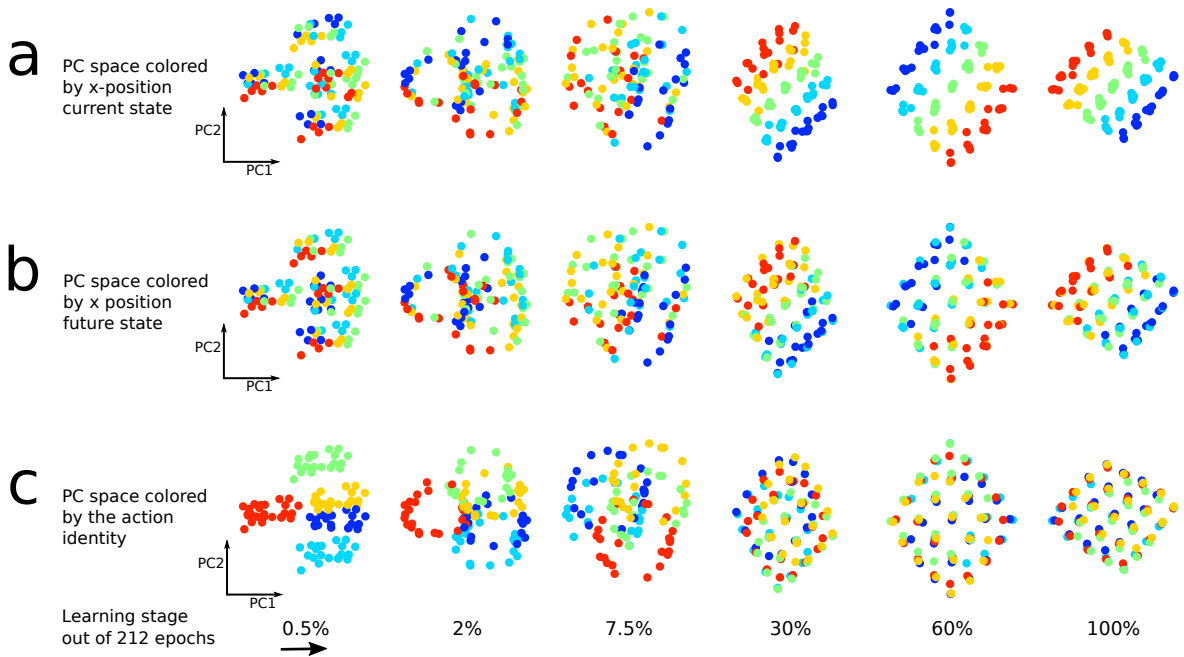 a
PC space colored
by x-position
current state
PC2
PC1
b
PC space colored
by x position
future state
PC2
PC1
c
PC space colored
by the action
identity
PC2
PC1
Learning stage
out of 212 epochs
0.5%
2%
7.5%
30%
60%
100%